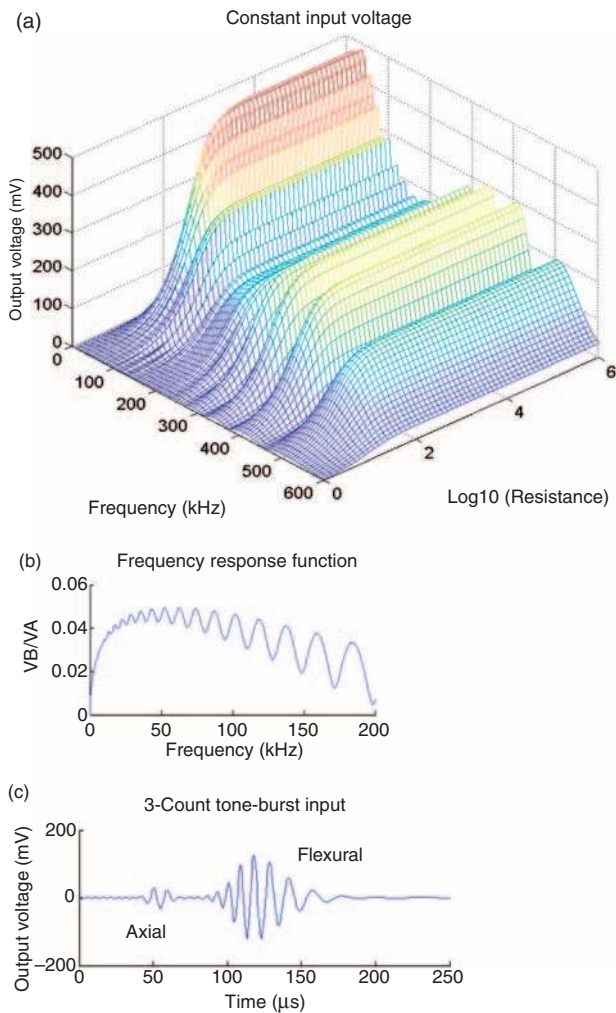 (a)
Constant input voltage
500
400
300
200
100
0
Output voltage (mV)
0
100
200
300
400
500
600
Frequency (kHz)
0
2
4
6
Log10 (Resistance)
(b)
Frequency response function
0.06
0.04
0.02
0
VB/VA
0 50 100 150 200
Frequency (kHz)
(c)
3-Count tone-burst input
200
0
−200
Output voltage (mV)
Flexural
Axial
0 50 100 150 200 250
Time (μs)